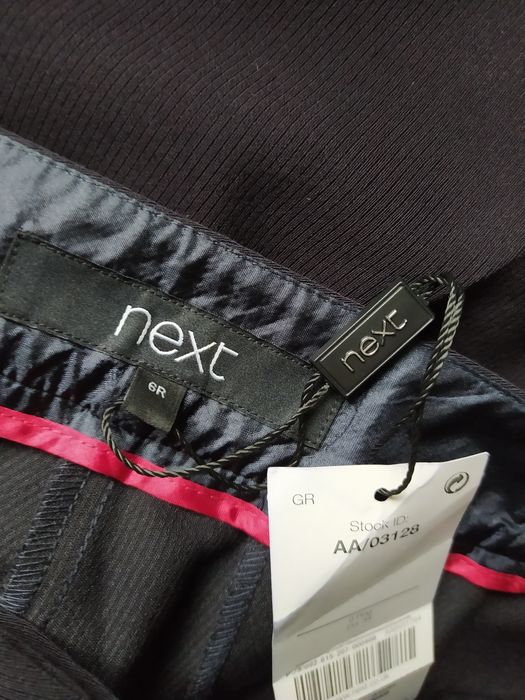 next
6R
next
GR
Stock ID:
AA/03128